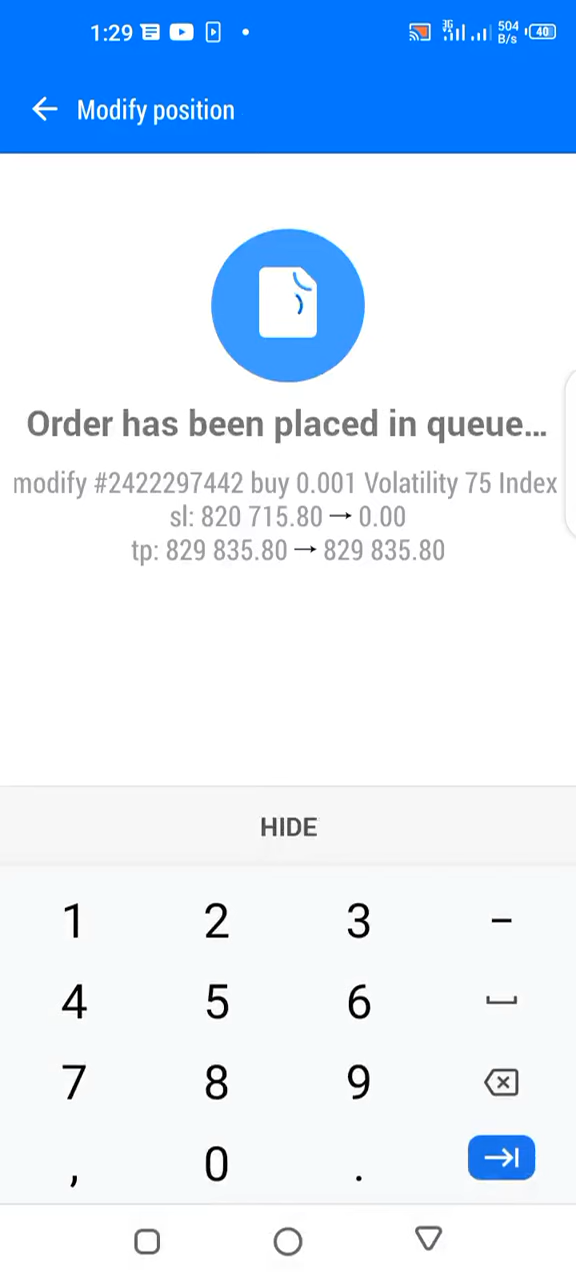 1:29 3G 504 B/s 40
Modify position
Order has been placed in queue...
modify #2422297442 buy 0.001 Volatility 75 Index
sl: 820 715.80 → 0.00
tp: 829 835.80 → 829 835.80
HIDE
1 2 3 –
4 5 6
7 8 9
, 0 .